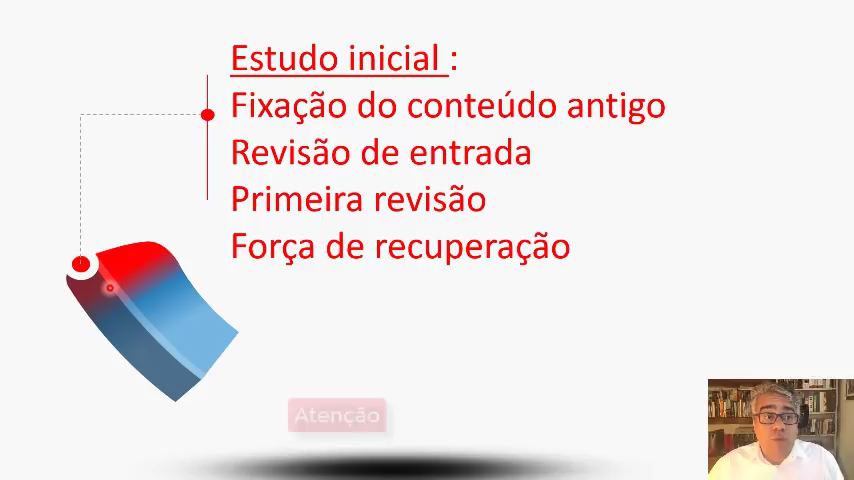 Estudo inicial :
Fixação do conteúdo antigo
Revisão de entrada
Primeira revisão
Força de recuperação
Atenção